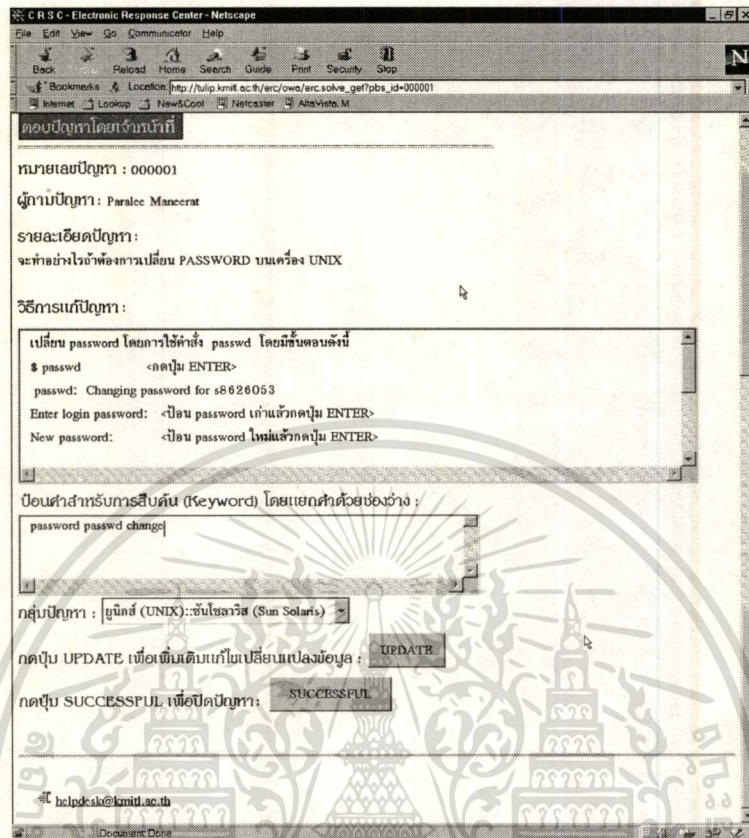 C R S C - Electronic Response Center - Netscape
File Edit View Go Communicator Help
Back Reload Home Search Guide Print Security Stop
N
Bookmarks Location: http://tulip.kmitl.ac.th/erc/owa/erc.solve_get?pbs_id=000001
Internet Lookup New&Cool Netcaster AltaVista. M
ตอบปัญหาโดยเจ้าหน้าที่
หมายเลขปัญหา : 000001
ผู้ถามปัญหา : Paralee Maneerat
รายละเอียดปัญหา :
จะทำอย่างไรถ้าต้องการเปลี่ยน PASSWORD บนเครื่อง UNIX
วิธีการแก้ปัญหา :
เปลี่ยน password โดยการใช้คำสั่ง passwd โดยมีขั้นตอนดังนี้
$ passwd <กดปุ่ม ENTER>
passwd: Changing password for s8626053
Enter login password: <ป้อน password เก่าแล้วกดปุ่ม ENTER>
New password: <ป้อน password ใหม่แล้วกดปุ่ม ENTER>
ป้อนคำสำหรับการสืบค้น (Keyword) โดยแยกคำด้วยช่องว่าง :
password passwd change
กลุ่มปัญหา : ยูนิกส์ (UNIX)::ซันโซลาริส (Sun Solaris)
กดปุ่ม UPDATE เพื่อเพิ่มเติมแก้ไขเปลี่ยนแปลงข้อมูล : UPDATE
กดปุ่ม SUCCESSFUL เพื่อปิดปัญหา: SUCCESSFUL
helpdesk@kmitl.ac.th
Document: Done